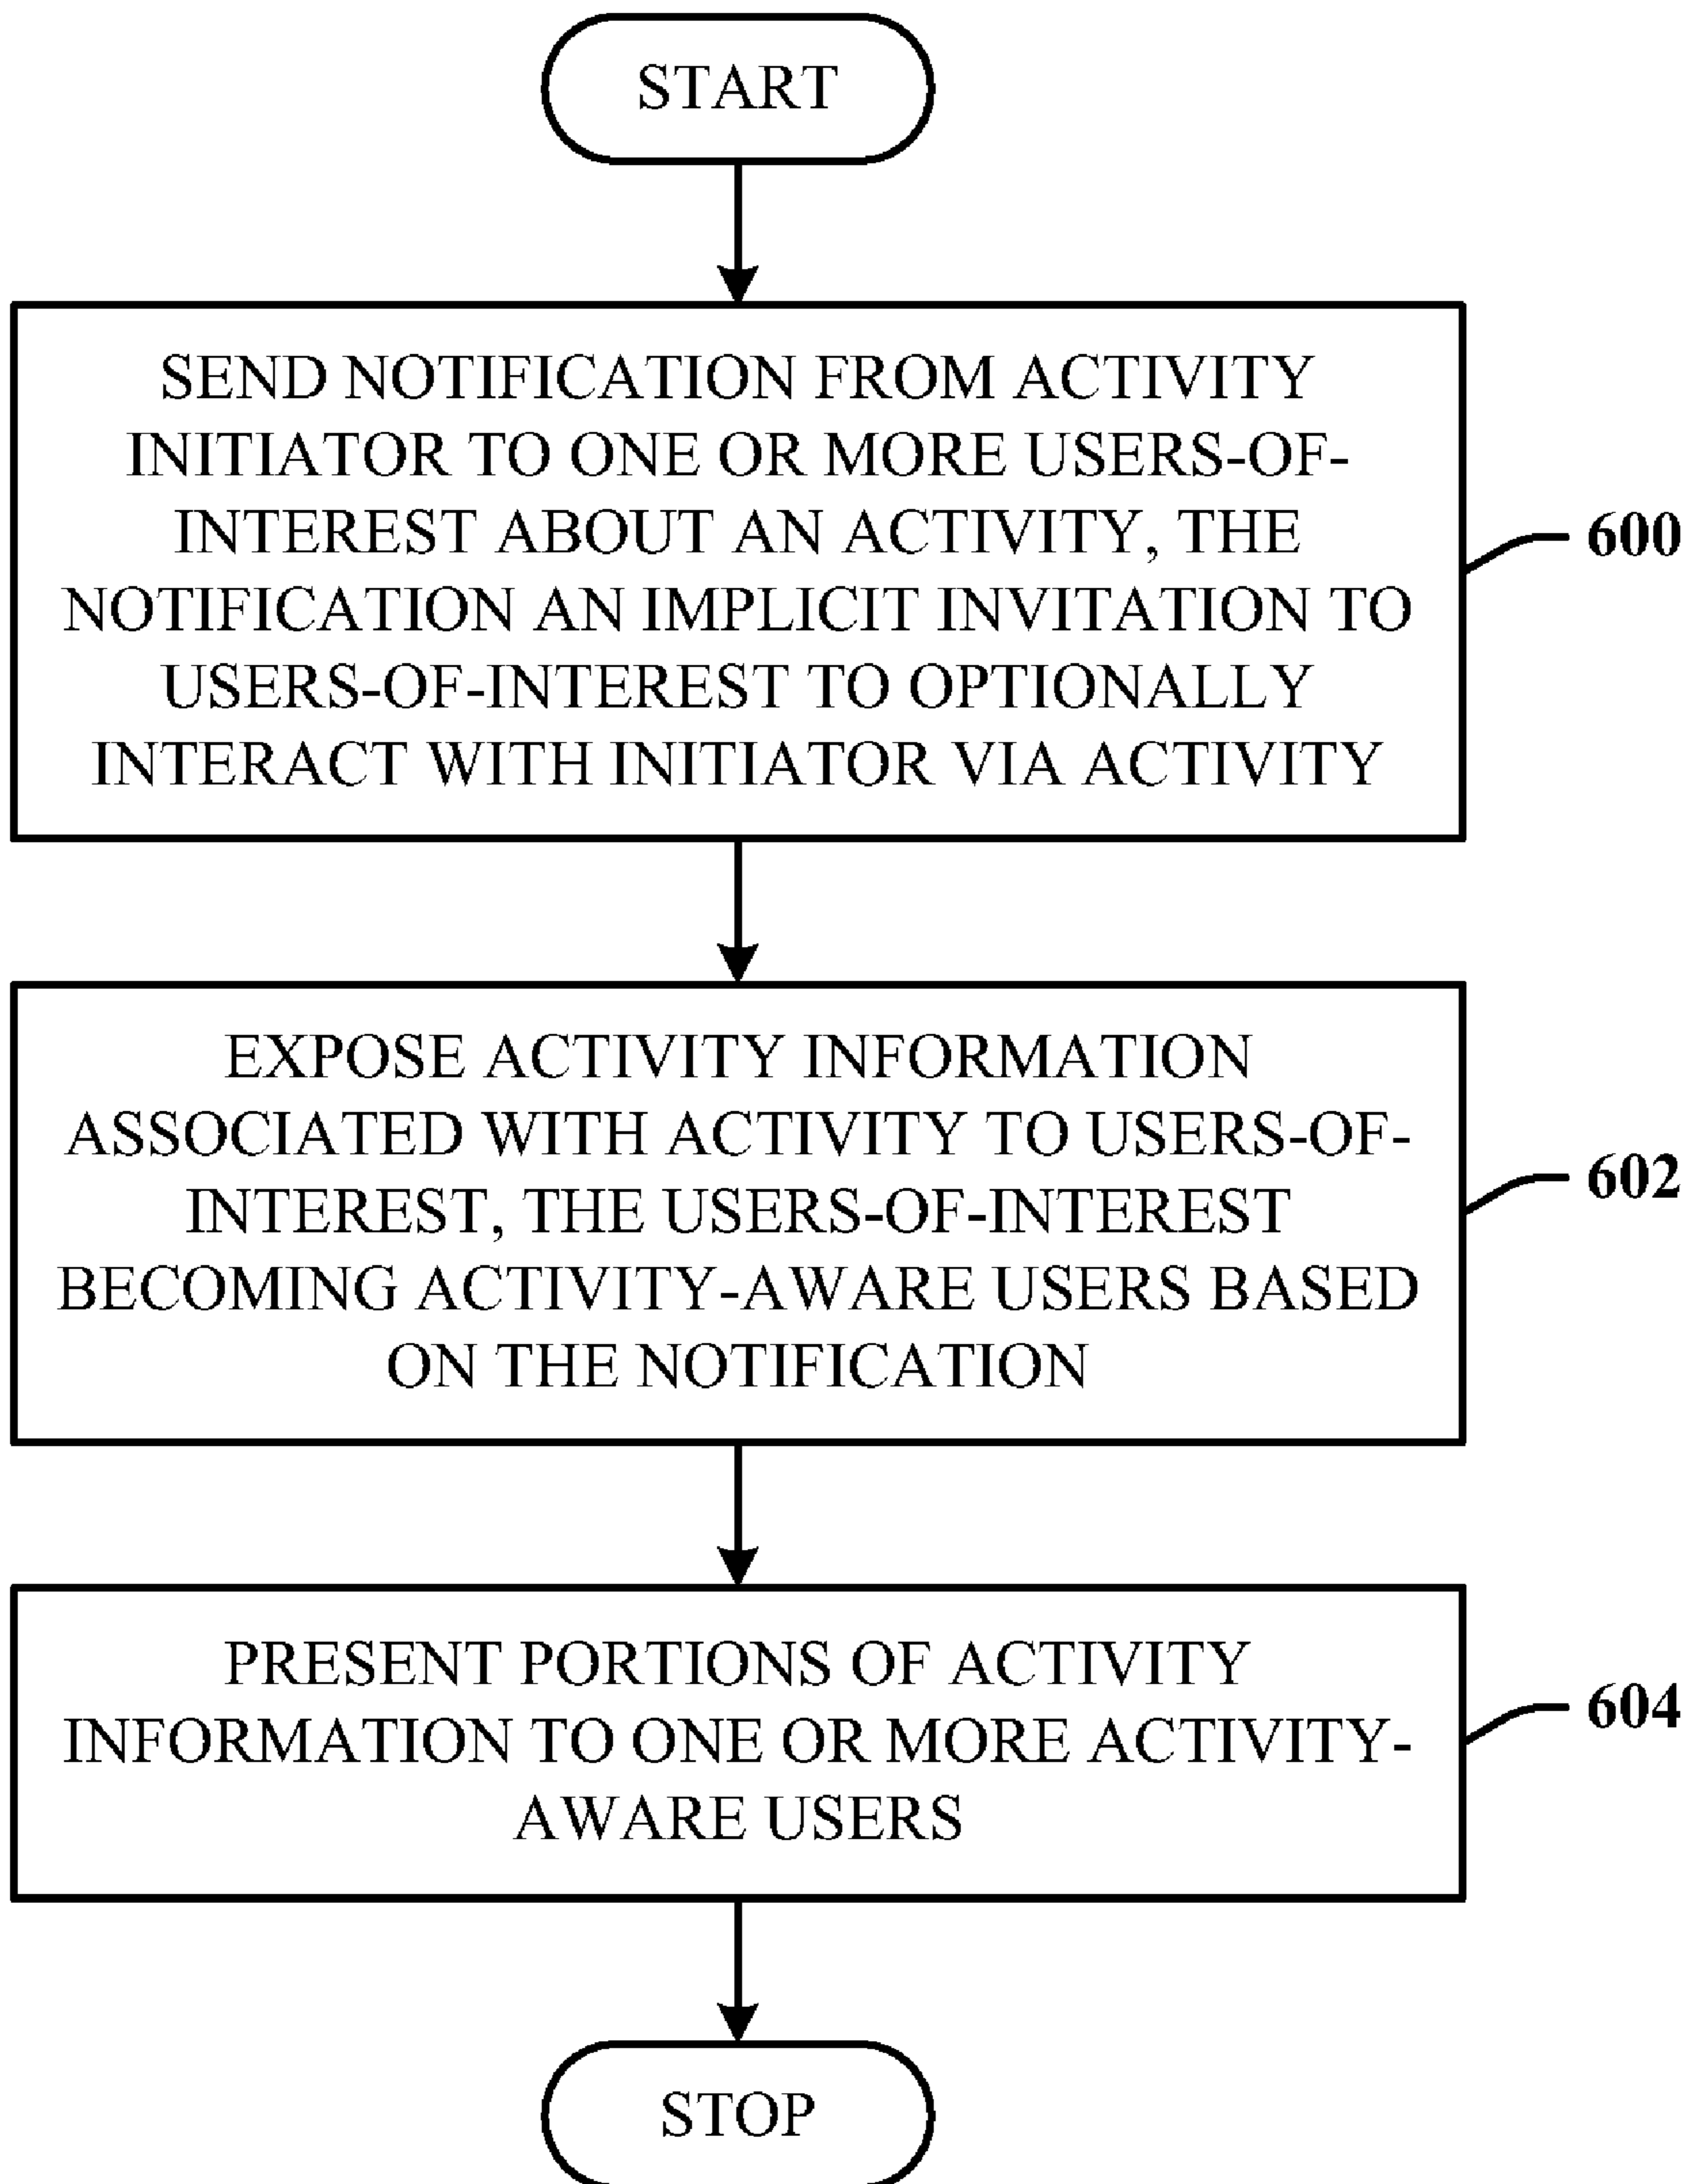 START
SEND NOTIFICATION FROM ACTIVITY
INITIATOR TO ONE OR MORE USERS-OF-
INTEREST ABOUT AN ACTIVITY, THE
NOTIFICATION AN IMPLICIT INVITATION TO
USERS-OF-INTEREST TO OPTIONALLY
INTERACT WITH INITIATOR VIA ACTIVITY
600
EXPOSE ACTIVITY INFORMATION
ASSOCIATED WITH ACTIVITY TO USERS-OF-
INTEREST, THE USERS-OF-INTEREST
BECOMING ACTIVITY-AWARE USERS BASED
ON THE NOTIFICATION
602
PRESENT PORTIONS OF ACTIVITY
INFORMATION TO ONE OR MORE ACTIVITY-
AWARE USERS
604
STOP